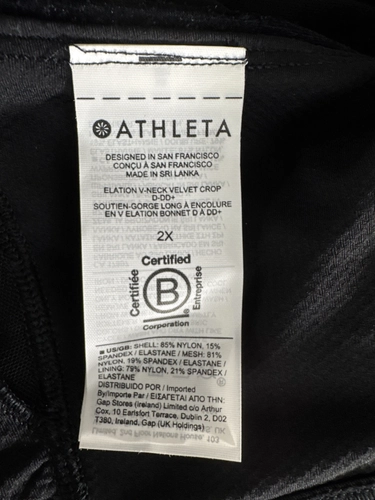 ATHLETA
DESIGNED IN SAN FRANCISCO
CONÇU À SAN FRANCISCO
MADE IN SRI LANKA
ELATION V-NECK VELVET CROP
D-DD+
SOUTIEN-GORGE LONG À ENCOLURE
EN V ELATION BONNET D À DD+
2X
Certified
Certifiée
B
Entreprise
Corporation
US/GB: SHELL: 85% NYLON, 15%
SPANDEX / ELASTANE / MESH: 81%
NYLON, 19% SPANDEX / ELASTANE /
LINING: 79% NYLON, 21% SPANDEX /
ELASTANE
DISTRIBUIDO POR / Imported
By/Importe Par / ΕΙΣΑΓΕΤΑΙ ΑΠΟ ΤΗΝ:
Gap Stores (Ireland) Limited c/o Arthur
Cox, 10 Earlsfort Terrace, Dublin 2, D02
T380, Ireland, Gap (UK Holdings)